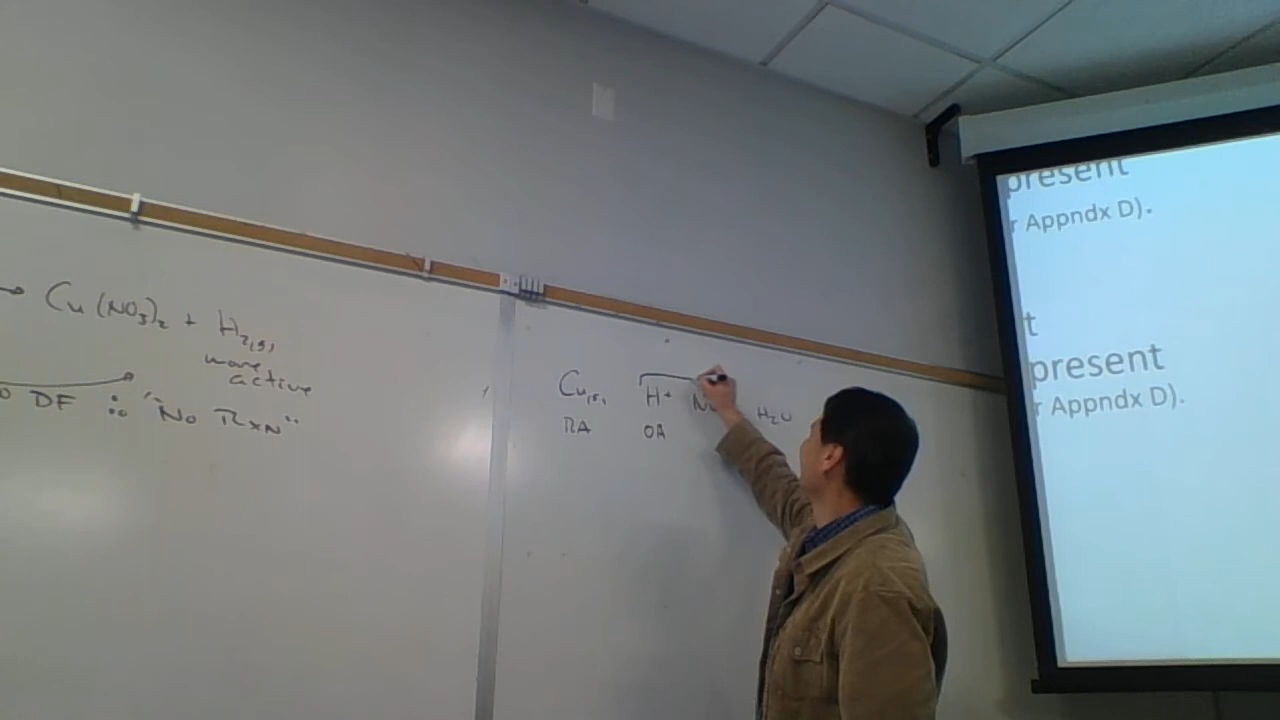 Cu(NO3)2 + H2(g)
more
active
DF ∴ "No Rxn"
Cu(s) H+ H2O
RA OA
present
r Appndx D).
t
present
r Appndx D).